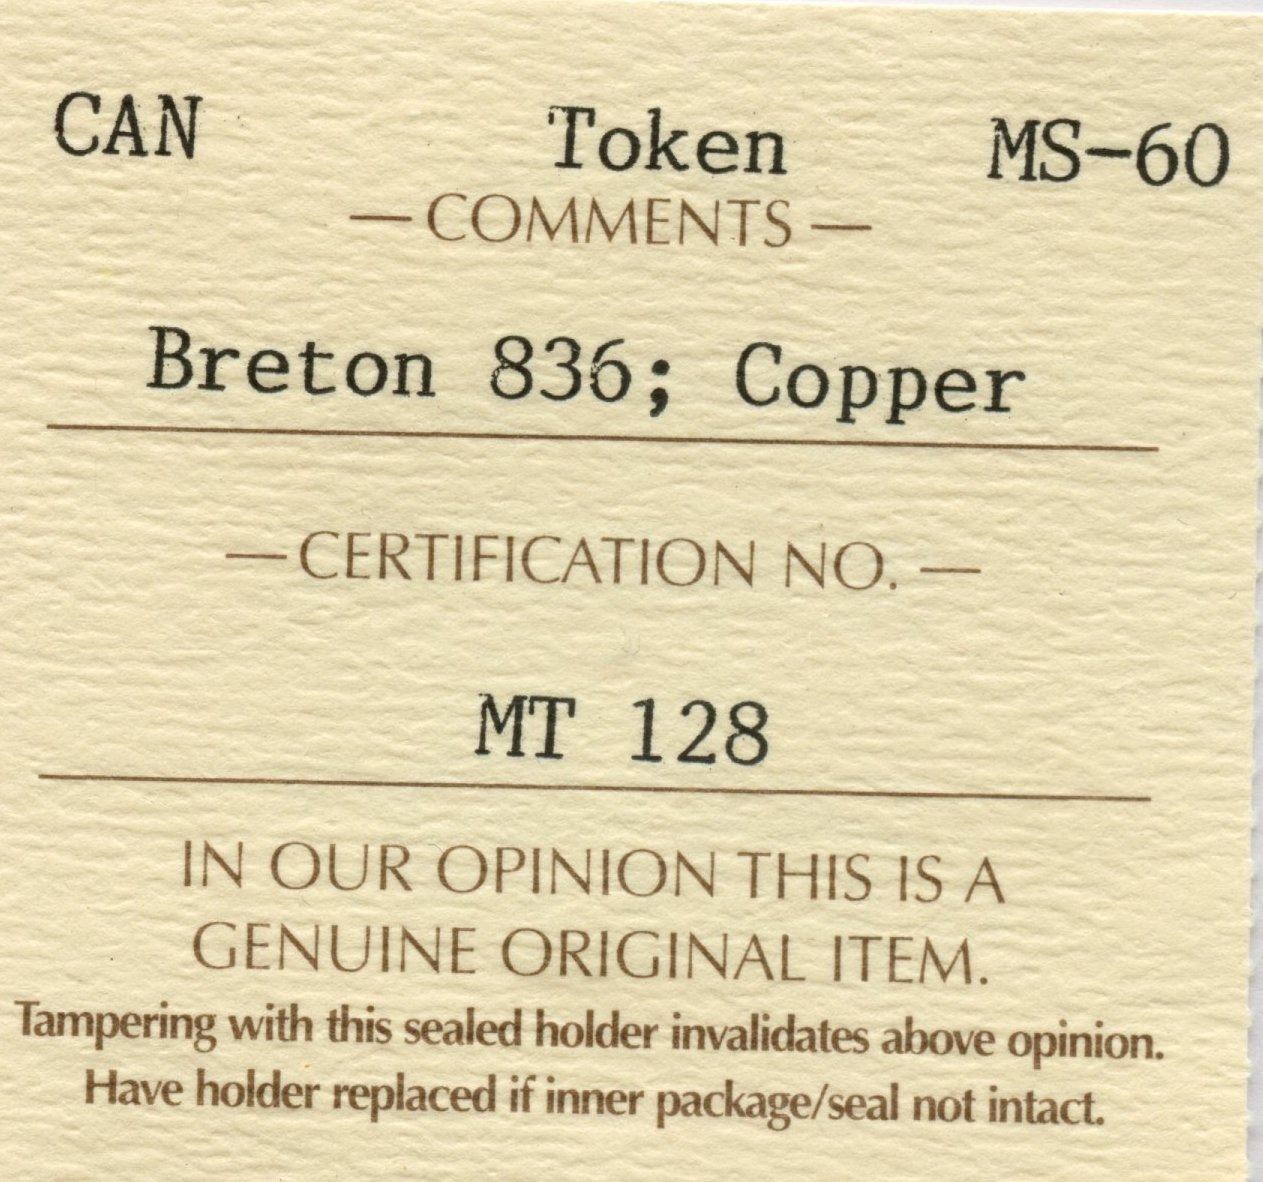 CAN Token MS-60
— COMMENTS —
Breton 836; Copper
— CERTIFICATION NO. —
MT 128
IN OUR OPINION THIS IS A
GENUINE ORIGINAL ITEM.
Tampering with this sealed holder invalidates above opinion.
Have holder replaced if inner package/seal not intact.